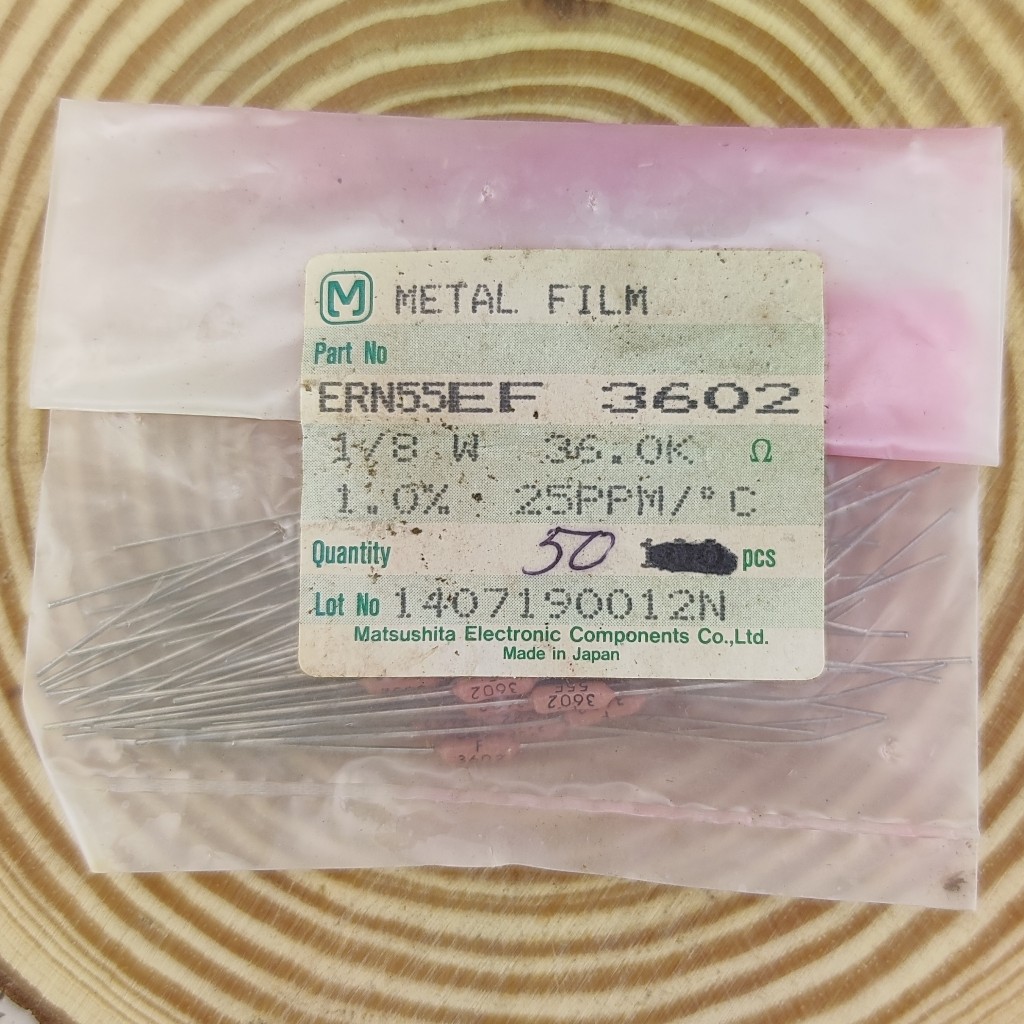 M METAL FILM
Part No
ERN55EF 3602
1/8 W 36.0K Ω
1.0% 25PPM/°C
Quantity 50 pcs
Lot No 1407190012N
Matsushita Electronic Components Co.,Ltd.
Made in Japan
3602
55F
3602
F
3602